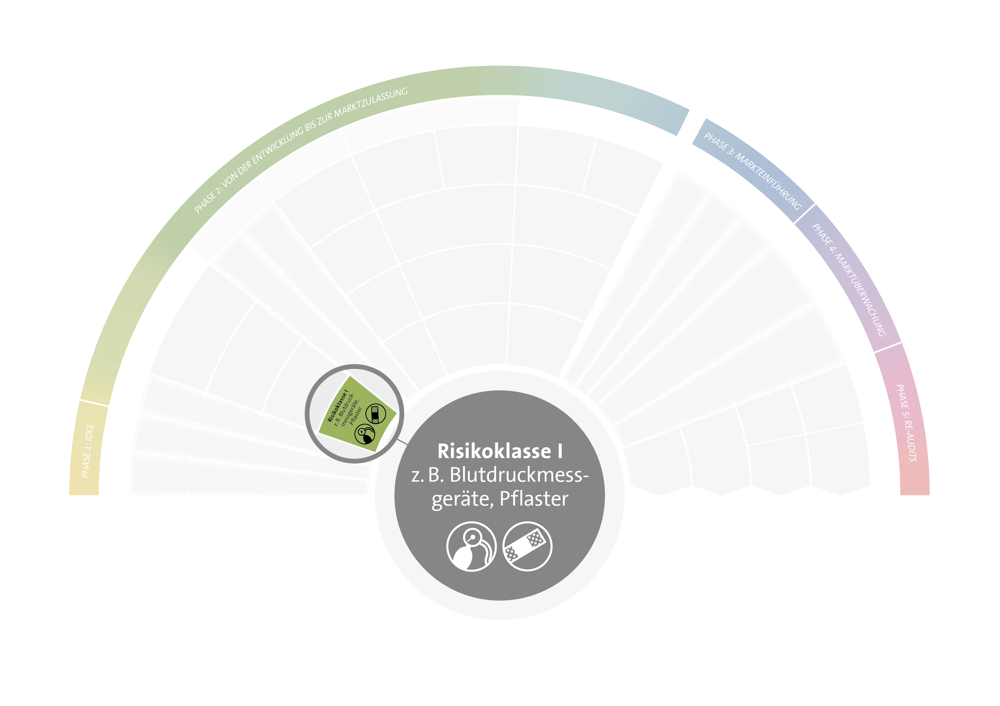 PHASE 1: IDEE
PHASE 2: VON DER ENTWICKLUNG BIS ZUR MARKTZULASSUNG
PHASE 3: MARKTEINFÜHRUNG
PHASE 4: MARKTÜBERWACHUNG
PHASE 5: RE-AUDITS
Risikoklasse I
z. B. Blutdruck-
messgeräte,
Pflaster
Risikoklasse I
z. B. Blutdruckmess-
geräte, Pflaster